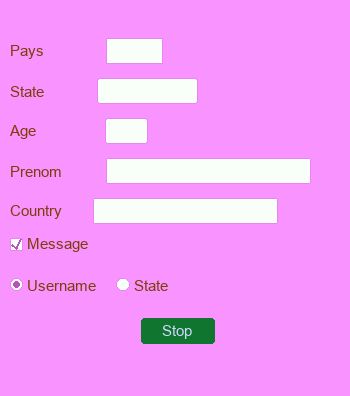 Pays
State
Age
Prenom
Country
Message
Username State
Stop